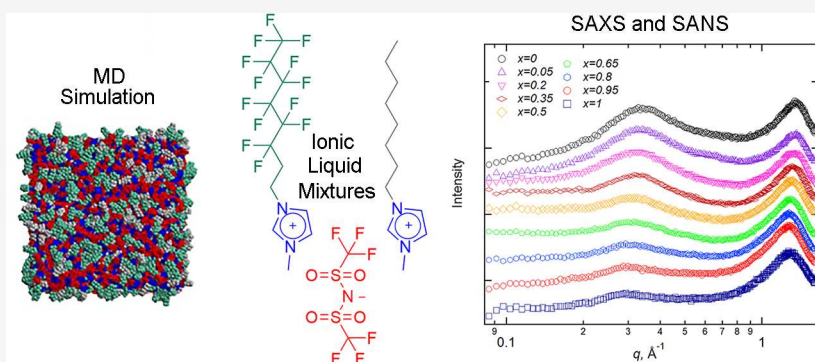 MD
Simulation
F
F F
F F
F F
F F
F F
F F
Ionic
Liquid
Mixtures
N N
+ +
N N
F F
F
O=S=O
N −
O=S=O
F F
F
SAXS and SANS
x=0
x=0.05
x=0.2
x=0.35
x=0.5
x=0.65
x=0.8
x=0.95
x=1
Intensity
9 2 3 4 5 6 7 8 9
0.1 1
q, Å⁻¹